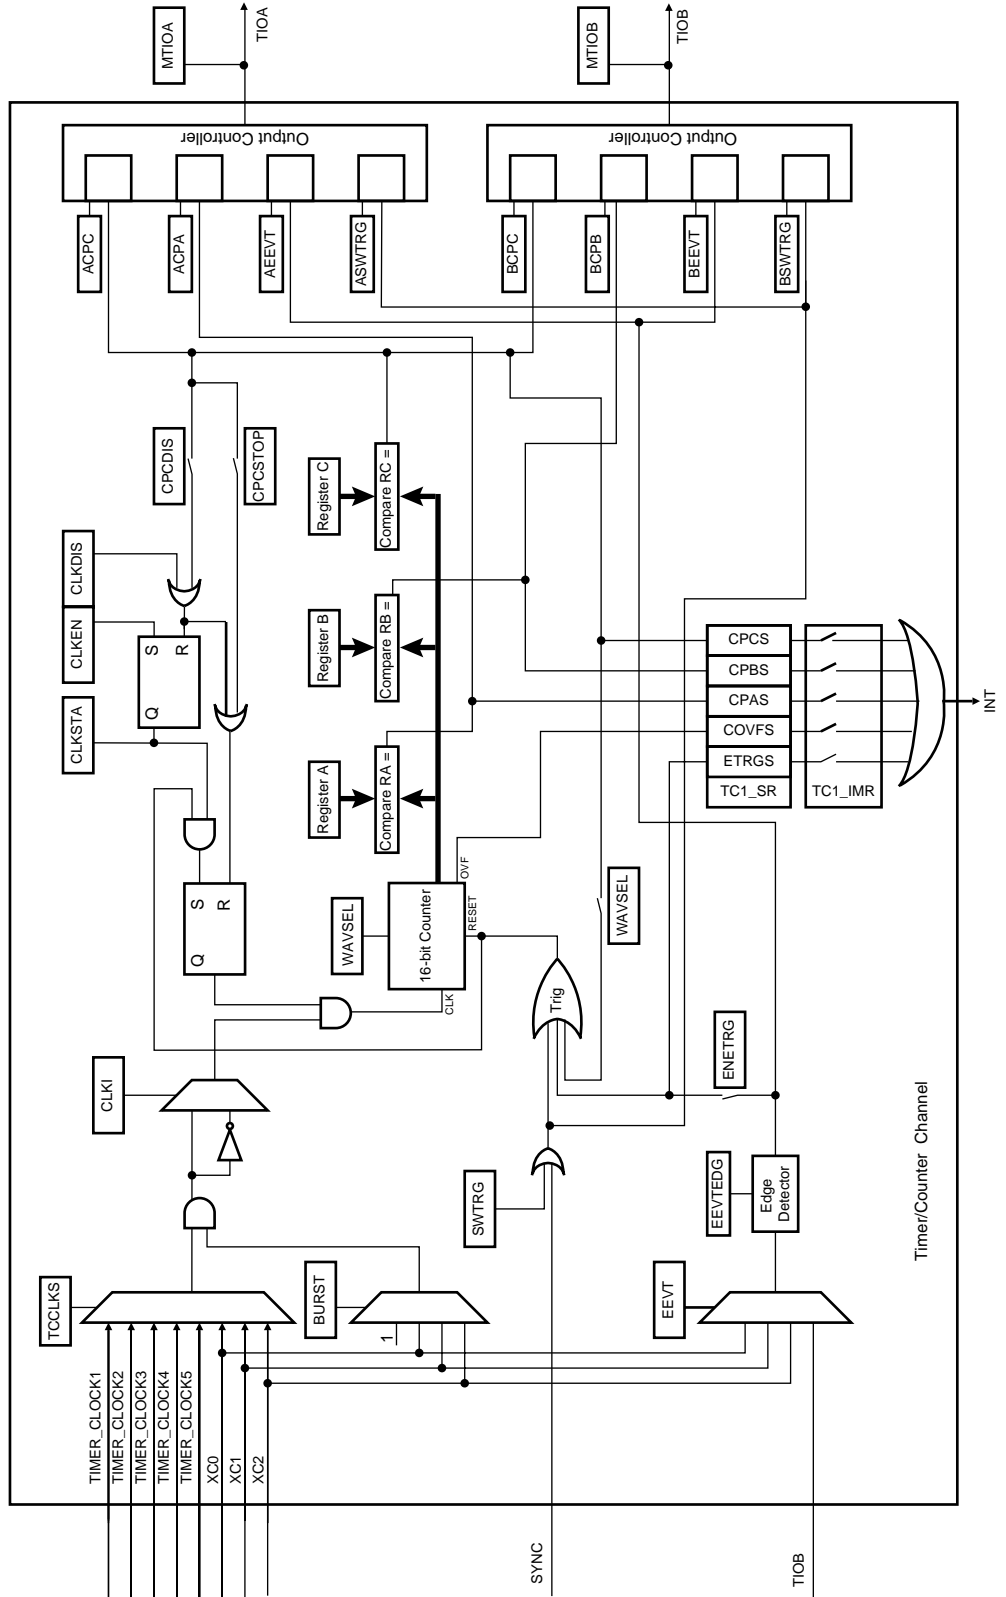 MTIOA
TIOA
MTIOB
TIOB
Output Controller
Output Controller
ACPC
ACPA
AEEVT
ASWTRG
BCPC
BCPB
BEEVT
BSWTRG
CPCDIS
CPCSTOP
CLKDIS
CLKEN
CLKSTA
S
R
Q
Register C
Compare RC =
Register B
Compare RB =
Register A
Compare RA =
CPCS
CPBS
CPAS
COVFS
ETRGS
TC1_SR
TC1_IMR
INT
S
R
Q
WAVSEL
16-bit Counter
OVF
RESET
CLK
WAVSEL
Trig
ENETRG
CLKI
SWTRG
EEVTEDG
Edge
Detector
Timer/Counter Channel
TCCLKS
BURST
1
EEVT
TIMER_CLOCK1
TIMER_CLOCK2
TIMER_CLOCK3
TIMER_CLOCK4
TIMER_CLOCK5
XC0
XC1
XC2
SYNC
TIOB